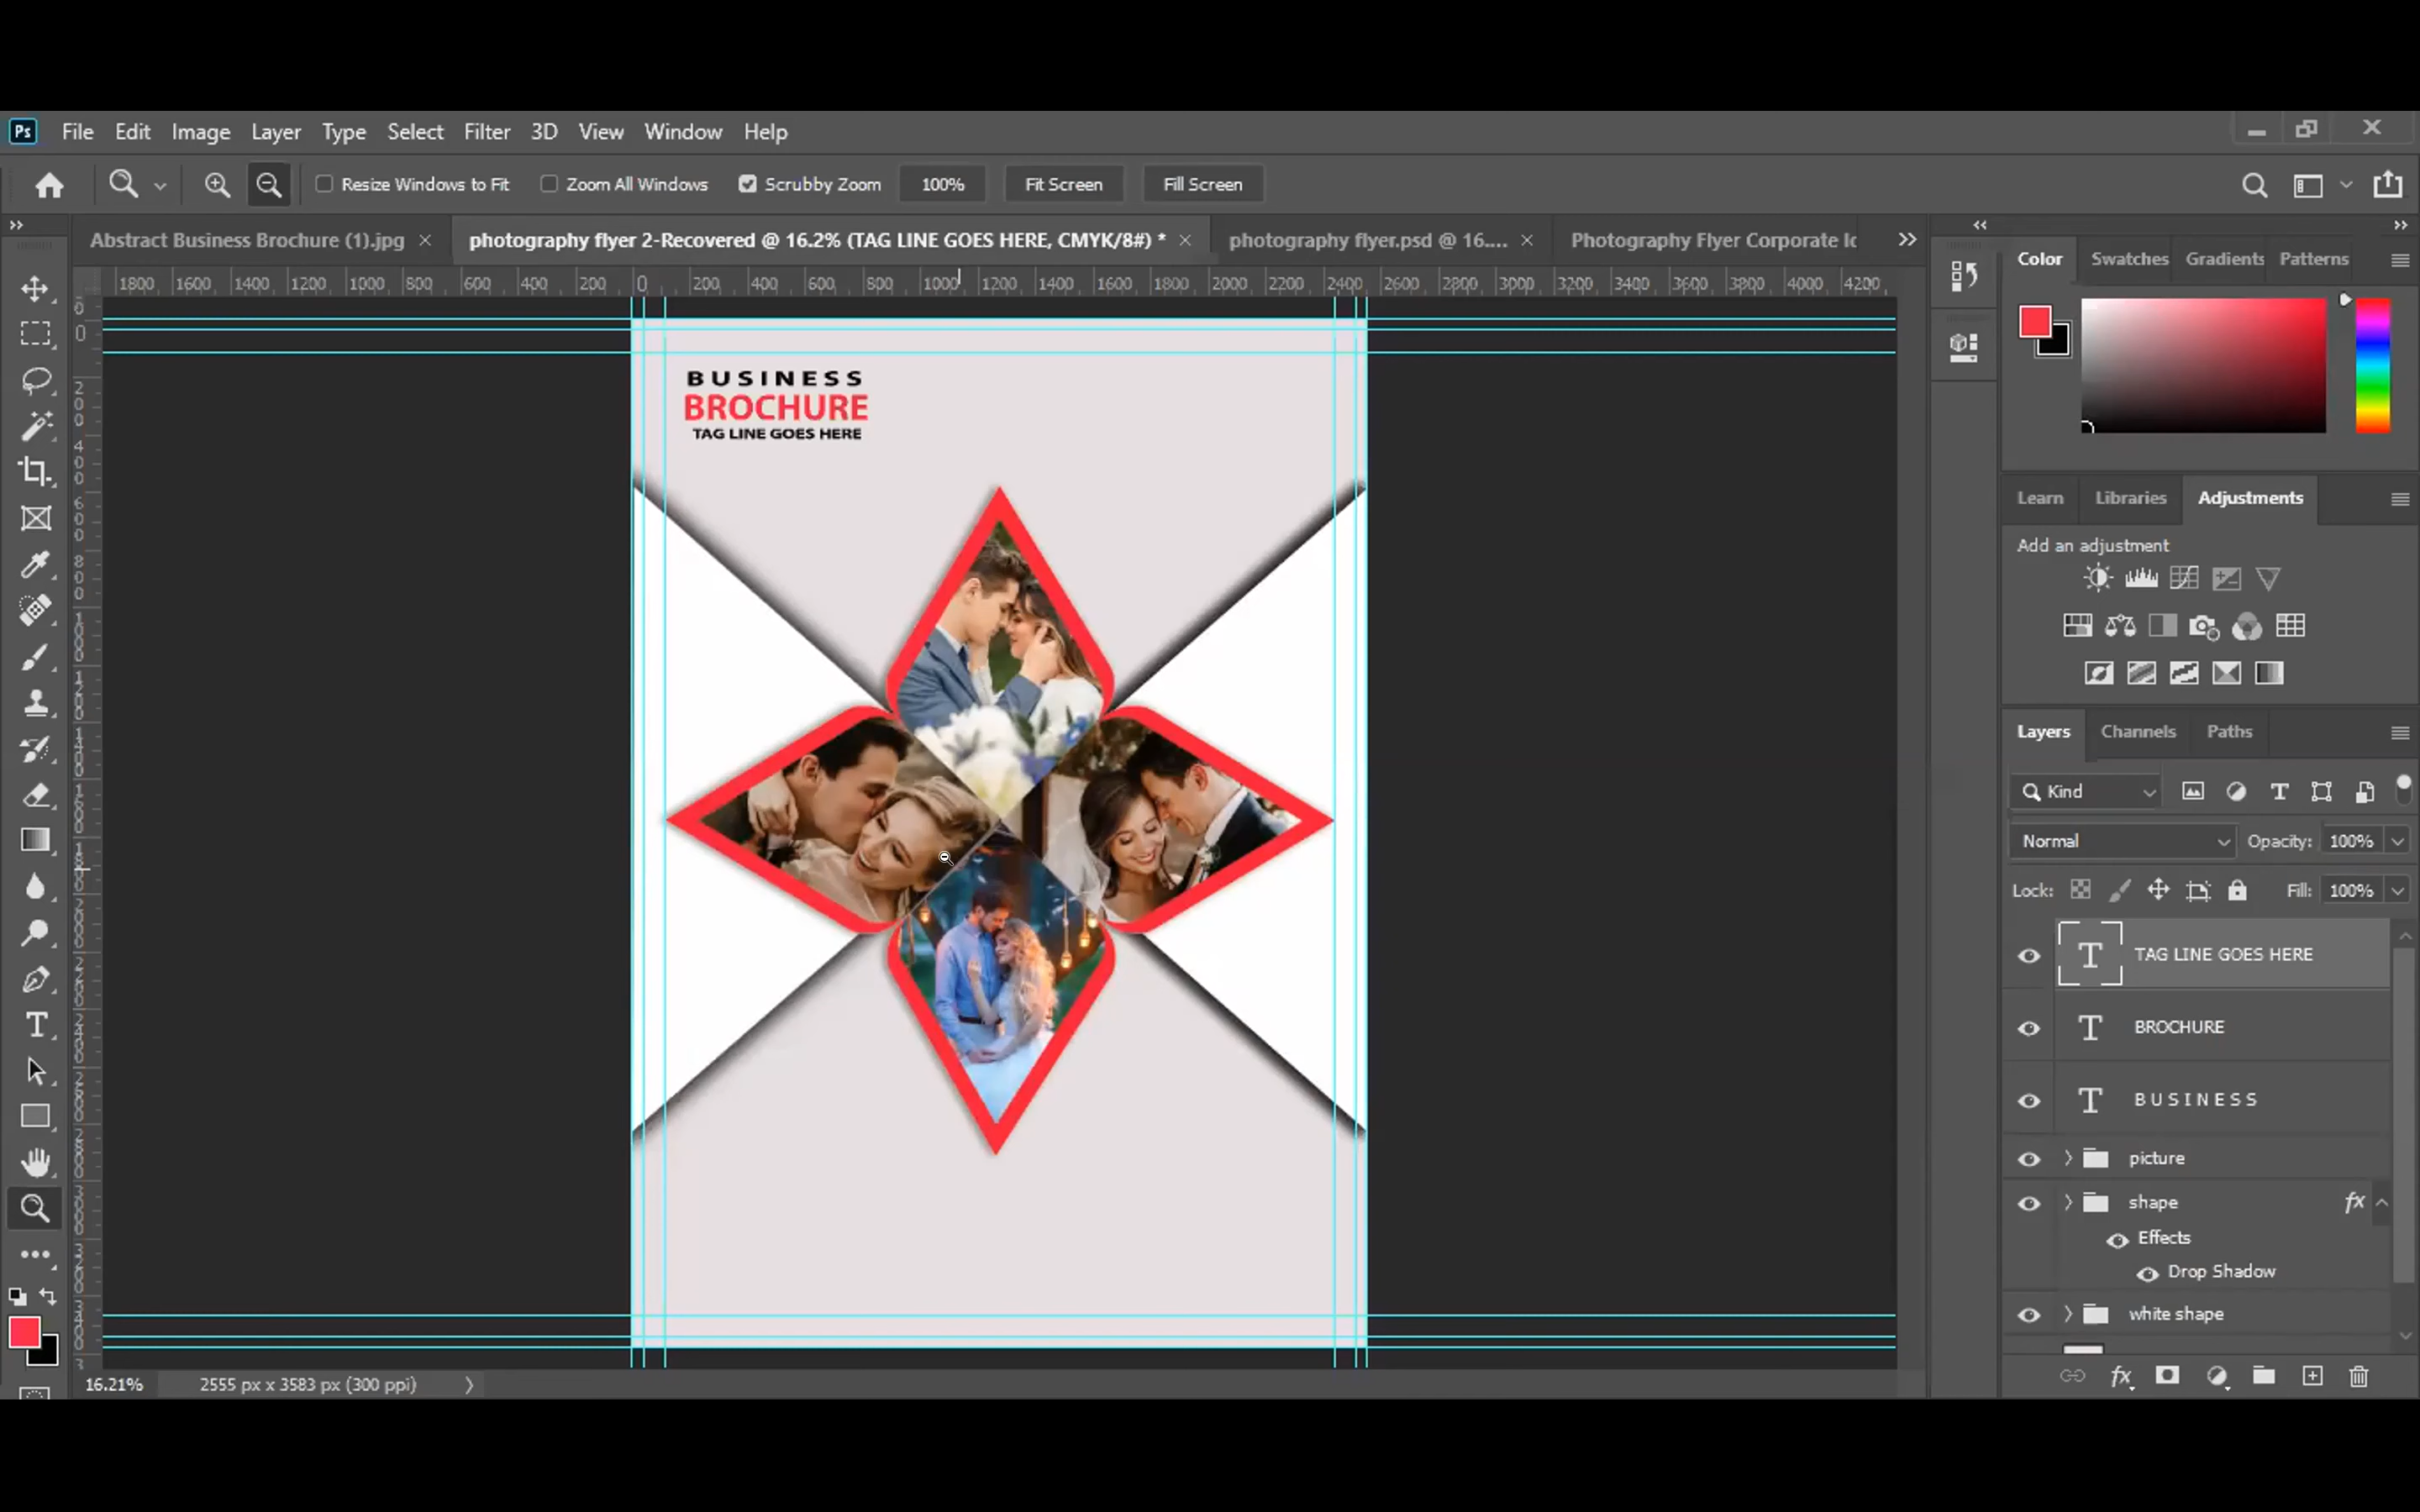 Ps File Edit Image Layer Type Select Filter 3D View Window Help
Resize Windows to Fit Zoom All Windows Scrubby Zoom 100% Fit Screen Fill Screen
Abstract Business Brochure (1).jpg photography flyer 2-Recovered @ 16.2% (TAG LINE GOES HERE, CMYK/8#) * photography flyer.psd @ 16.... Photography Flyer Corporate Ic
1800 1600 1400 1200 1000 800 600 400 200 0 200 400 600 800 1000 1200 1400 1600 1800 2000 2200 2400 2600 2800 3000 3200 3400 3600 3800 4000 4200
BUSINESS
BROCHURE
TAG LINE GOES HERE
Color Swatches Gradients Patterns
Learn Libraries Adjustments
Add an adjustment
Layers Channels Paths
Kind
Normal Opacity: 100%
Lock: Fill: 100%
TAG LINE GOES HERE
BROCHURE
B U S I N E S S
picture
shape fx
Effects
Drop Shadow
white shape
16.21% 2555 px x 3583 px (300 ppi)